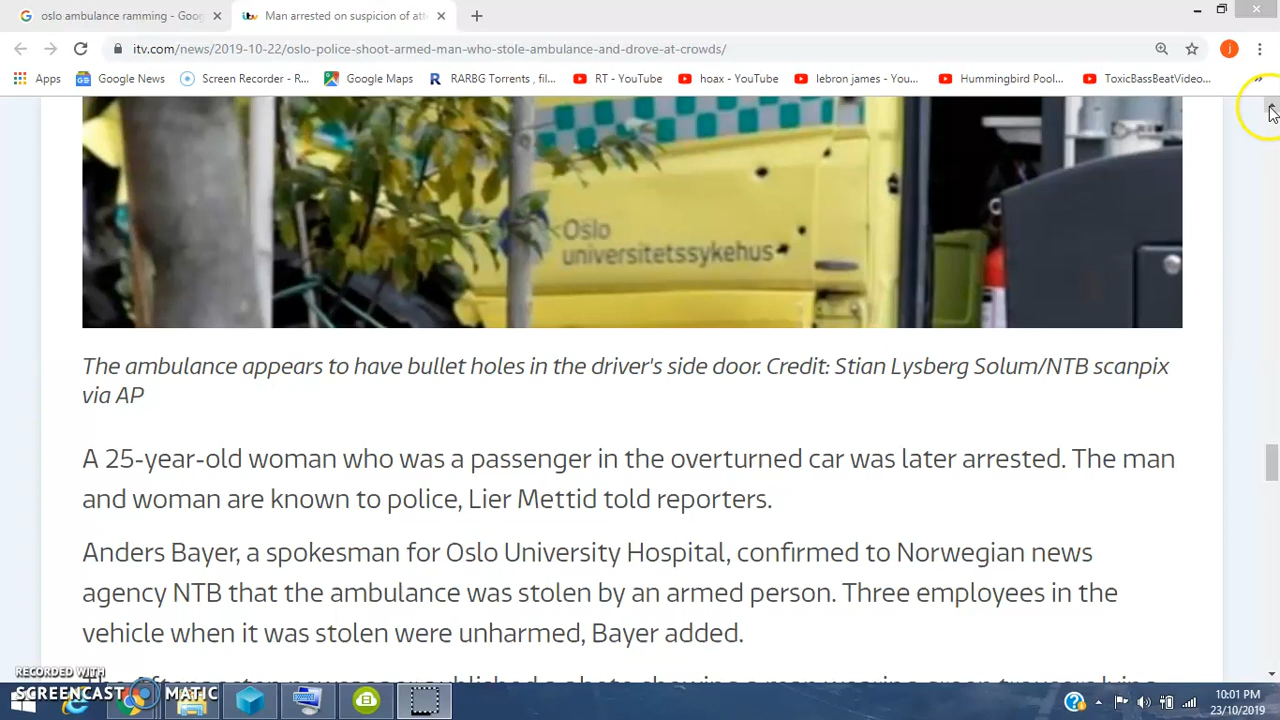 oslo ambulance ramming - Goog
itv Man arrested on suspicion of att
itv.com/news/2019-10-22/oslo-police-shoot-armed-man-who-stole-ambulance-and-drove-at-crowds/
j
Apps Google News Screen Recorder - R... Google Maps R RARBG Torrents , fil... RT - YouTube hoax - YouTube lebron james - You... Hummingbird Pool... ToxicBassBeatVideo... »
Oslo
universitetssykehus
The ambulance appears to have bullet holes in the driver's side door. Credit: Stian Lysberg Solum/NTB scanpix
via AP
A 25-year-old woman who was a passenger in the overturned car was later arrested. The man
and woman are known to police, Lier Mettid told reporters.
Anders Bayer, a spokesman for Oslo University Hospital, confirmed to Norwegian news
agency NTB that the ambulance was stolen by an armed person. Three employees in the
vehicle when it was stolen were unharmed, Bayer added.
RECORDED WITH
SCREENCAST MATIC
10:01 PM
23/10/2019